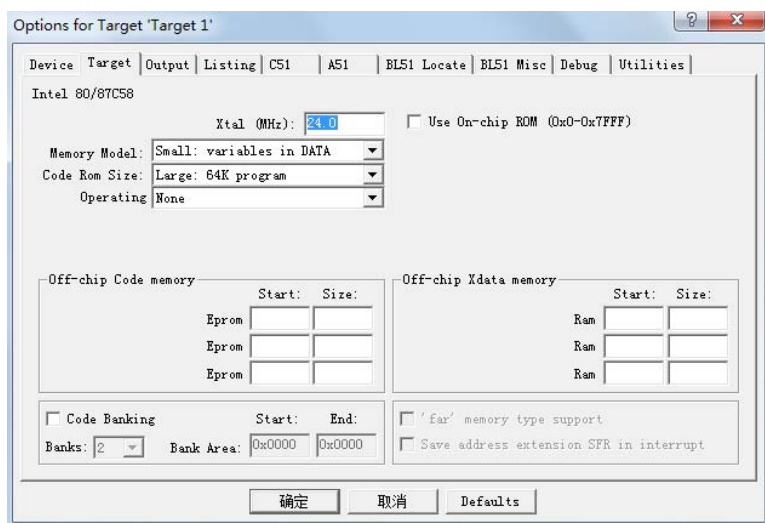 Options for Target 'Target 1'
Device Target Output Listing C51 A51 BL51 Locate BL51 Misc Debug Utilities
Intel 80/87C58
Xtal (MHz): 24.0 Use On-chip ROM (0x0-0x7FFF)
Memory Model: Small: variables in DATA
Code Rom Size: Large: 64K program
Operating None
Off-chip Code memory Off-chip Xdata memory
Start: Size: Start: Size:
Eprom Ram
Eprom Ram
Eprom Ram
Code Banking Start: End: 'far' memory type support
Banks: 2 Bank Area: 0x0000 0x0000 Save address extension SFR in interrupt
确定 取消 Defaults